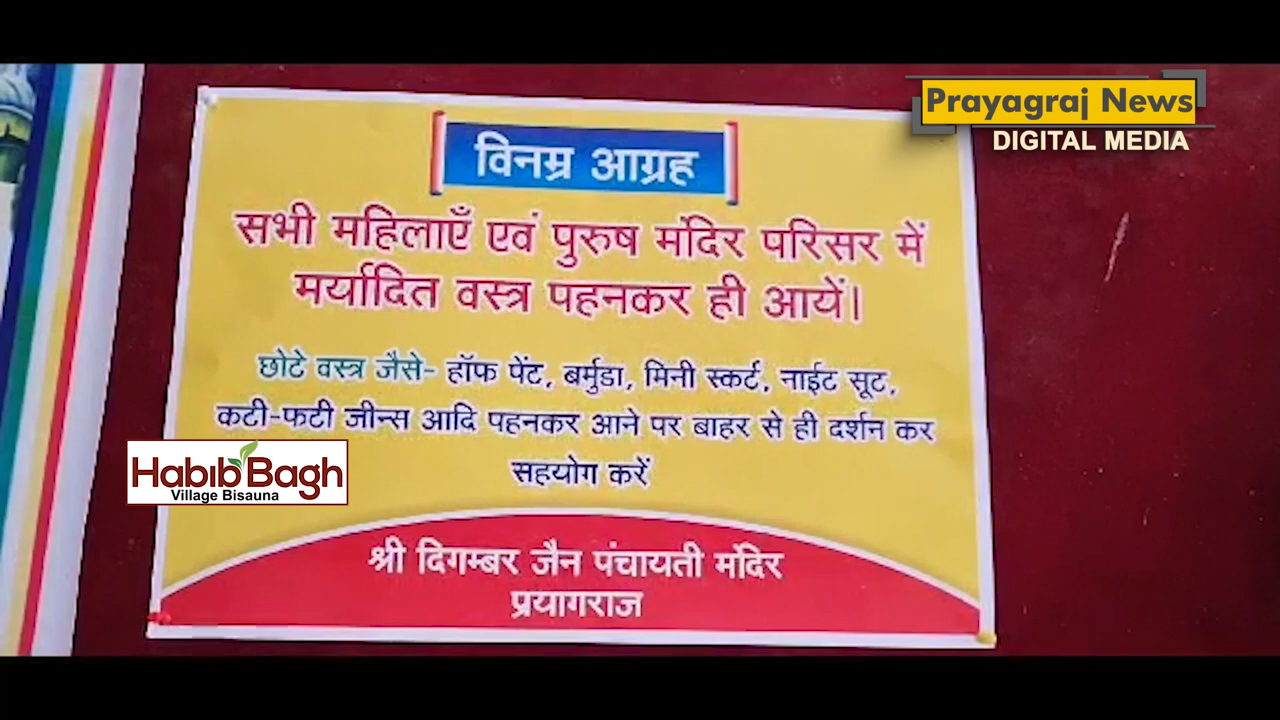 Prayagraj News
DIGITAL MEDIA
विनम्र आग्रह
सभी महिलाएँ एवं पुरुष मंदिर परिसर में
मर्यादित वस्त्र पहनकर ही आयें।
छोटे वस्त्र जैसे- हॉफ पेंट, बर्मुडा, मिनी स्कर्ट, नाईट सूट,
कटी-फटी जीन्स आदि पहनकर आने पर बाहर से ही दर्शन कर
सहयोग करें
Habib Bagh
Village Bisauna
श्री दिगम्बर जैन पंचायती मंदिर
प्रयागराज